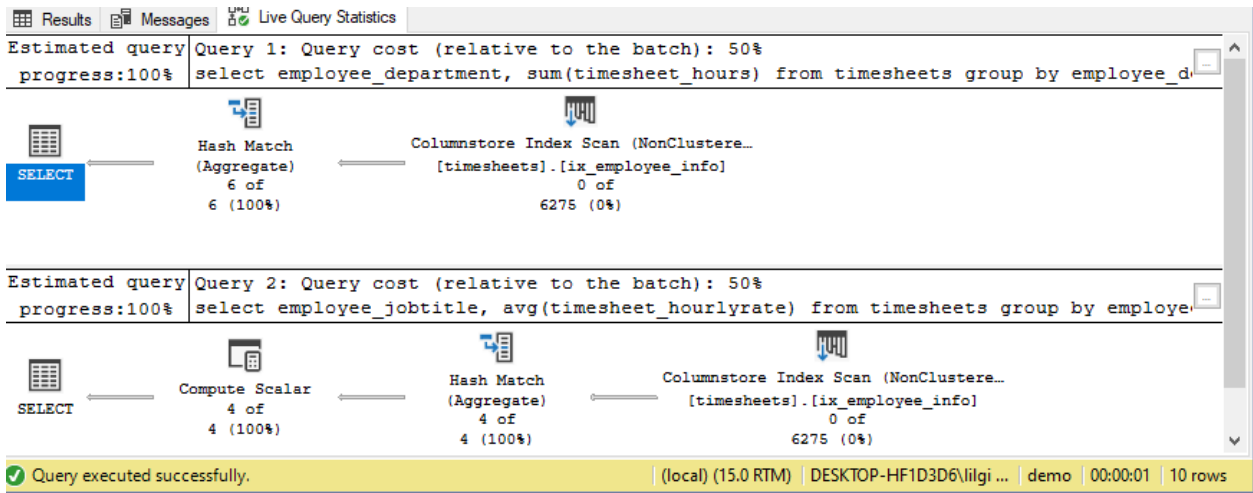 Results Messages Live Query Statistics
Estimated query Query 1: Query cost (relative to the batch): 50%
progress:100% select employee_department, sum(timesheet_hours) from timesheets group by employee_d
SELECT
Hash Match
(Aggregate)
6 of
6 (100%)
Columnstore Index Scan (NonClustere…
[timesheets].[ix_employee_info]
0 of
6275 (0%)
Estimated query Query 2: Query cost (relative to the batch): 50%
progress:100% select employee_jobtitle, avg(timesheet_hourlyrate) from timesheets group by employe
SELECT
Compute Scalar
4 of
4 (100%)
Hash Match
(Aggregate)
4 of
4 (100%)
Columnstore Index Scan (NonClustere…
[timesheets].[ix_employee_info]
0 of
6275 (0%)
Query executed successfully. (local) (15.0 RTM) DESKTOP-HF1D3D6\lilgi ... demo 00:00:01 10 rows